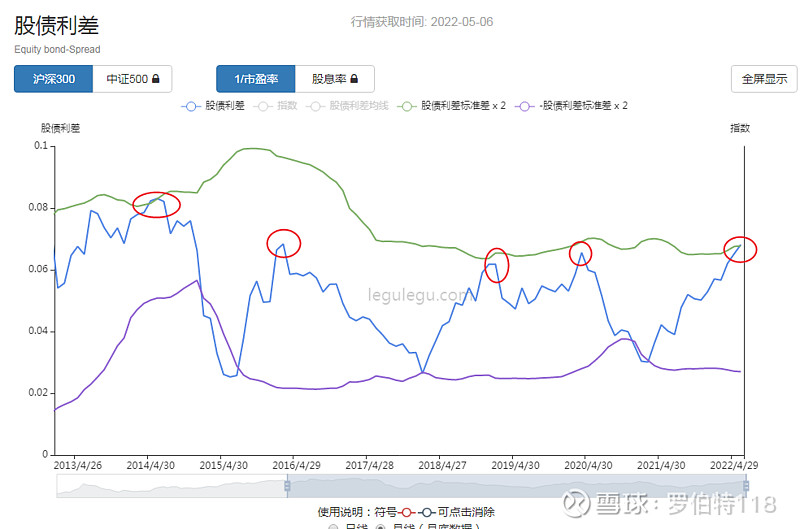 股债利差
行情获取时间: 2022-05-06
Equity bond-Spread
沪深300 中证500 1/市盈率 股息率 全屏显示
股债利差 指数 股债利差均线 股债利差标准差 x 2 -股债利差标准差 x 2
股债利差 指数
0.1
0.08
0.06
legulegu.com
0.04
0.02
0
2013/4/26 2014/4/30 2015/4/30 2016/4/29 2017/4/28 2018/4/27 2019/4/30 2020/4/30 2021/4/30 2022/4/29
使用说明：符号 可点击消除
雪球：罗伯特118
日线 月线（月底数据）